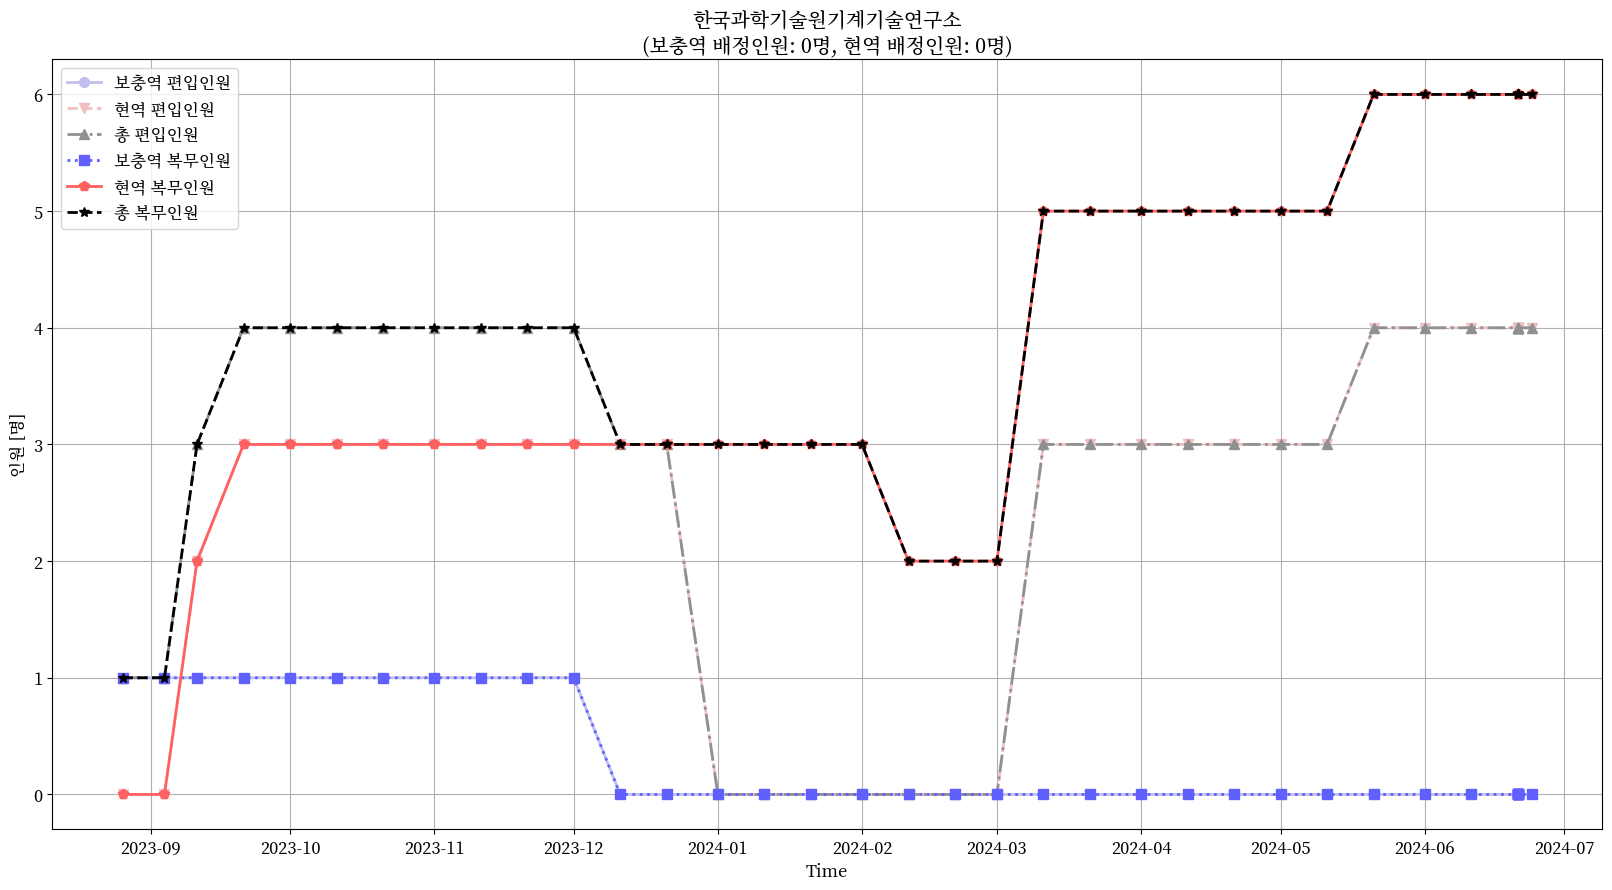 한국과학기술원기계기술연구소
(보충역 배정인원: 0명, 현역 배정인원: 0명)
보충역 편입인원
현역 편입인원
총 편입인원
보충역 복무인원
현역 복무인원
총 복무인원
인원 [명]
6
5
4
3
2
1
0
2023-09 2023-10 2023-11 2023-12 2024-01 2024-02 2024-03 2024-04 2024-05 2024-06 2024-07
Time